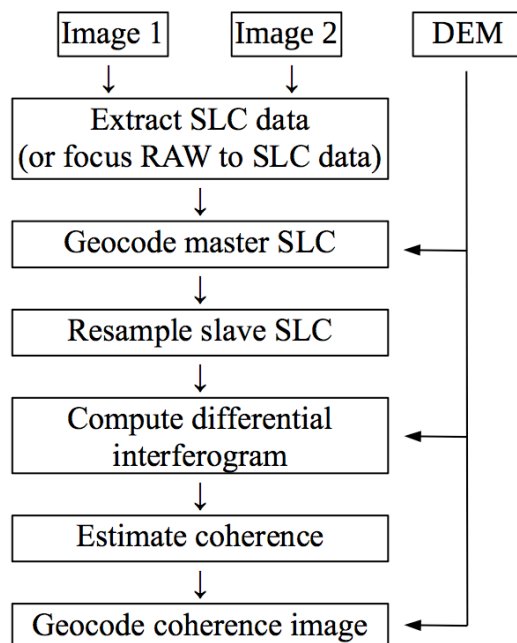 Image 1
Image 2
DEM
Extract SLC data
(or focus RAW to SLC data)
Geocode master SLC
Resample slave SLC
Compute differential
interferogram
Estimate coherence
Geocode coherence image